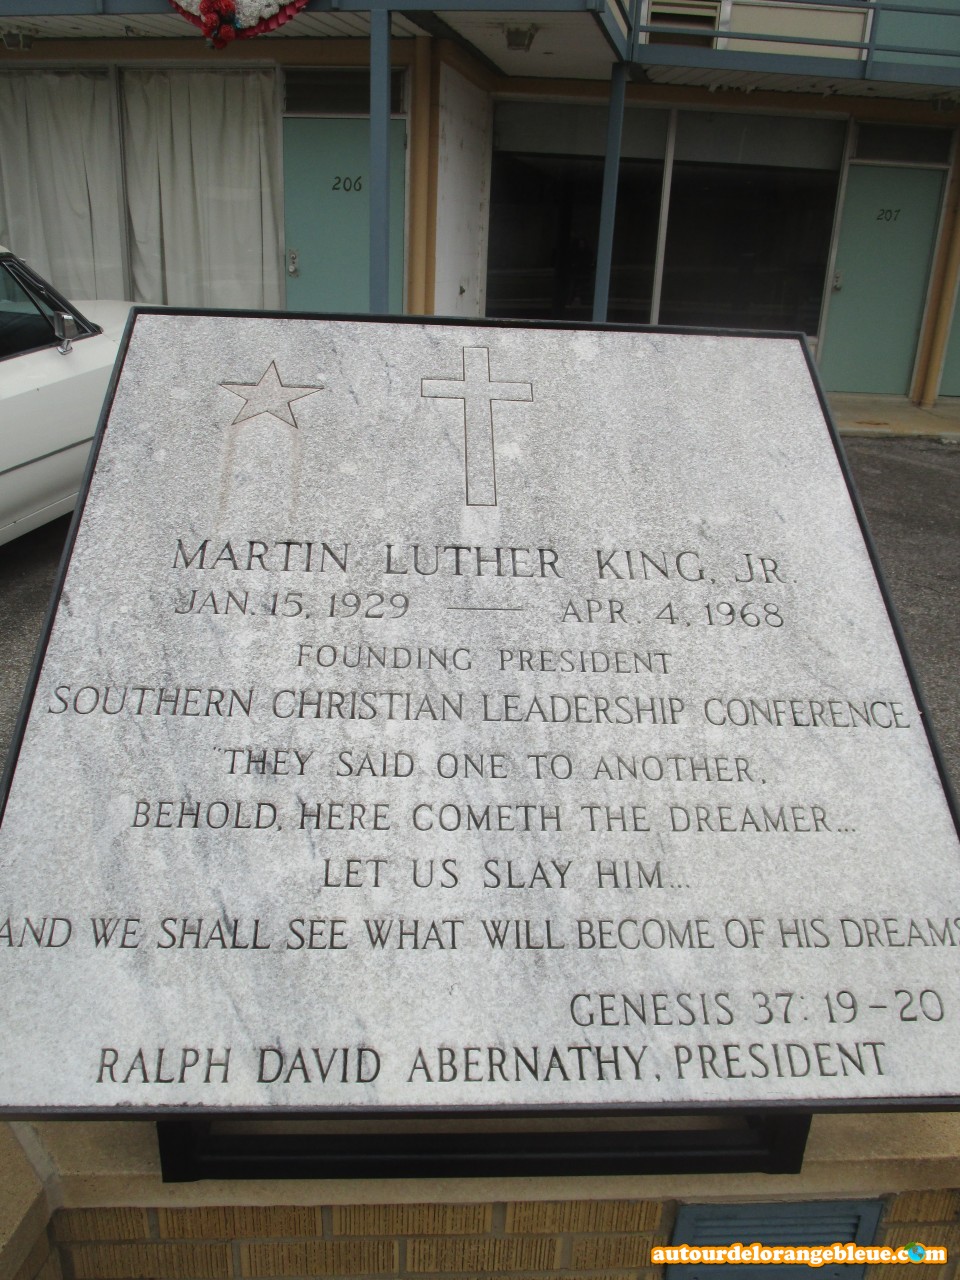 206
207
MARTIN LUTHER KING, JR.
JAN. 15, 1929 — APR. 4, 1968
FOUNDING PRESIDENT
SOUTHERN CHRISTIAN LEADERSHIP CONFERENCE
"THEY SAID ONE TO ANOTHER,
BEHOLD, HERE COMETH THE DREAMER...
LET US SLAY HIM...
AND WE SHALL SEE WHAT WILL BECOME OF HIS DREAMS
GENESIS 37: 19-20
RALPH DAVID ABERNATHY, PRESIDENT
autourdelorangebleue.com